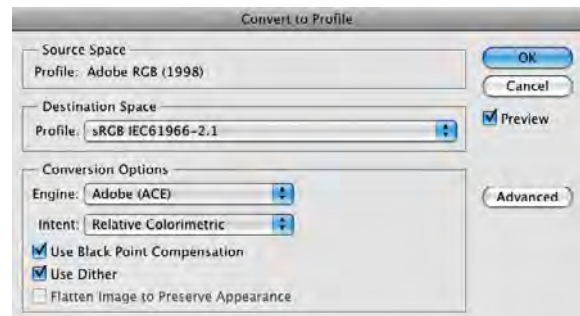 Convert to Profile
Source Space
Profile: Adobe RGB (1998)
Destination Space
Profile: sRGB IEC61966-2.1
Conversion Options
Engine: Adobe (ACE)
Intent: Relative Colorimetric
Use Black Point Compensation
Use Dither
Flatten Image to Preserve Appearance
OK
Cancel
Preview
Advanced